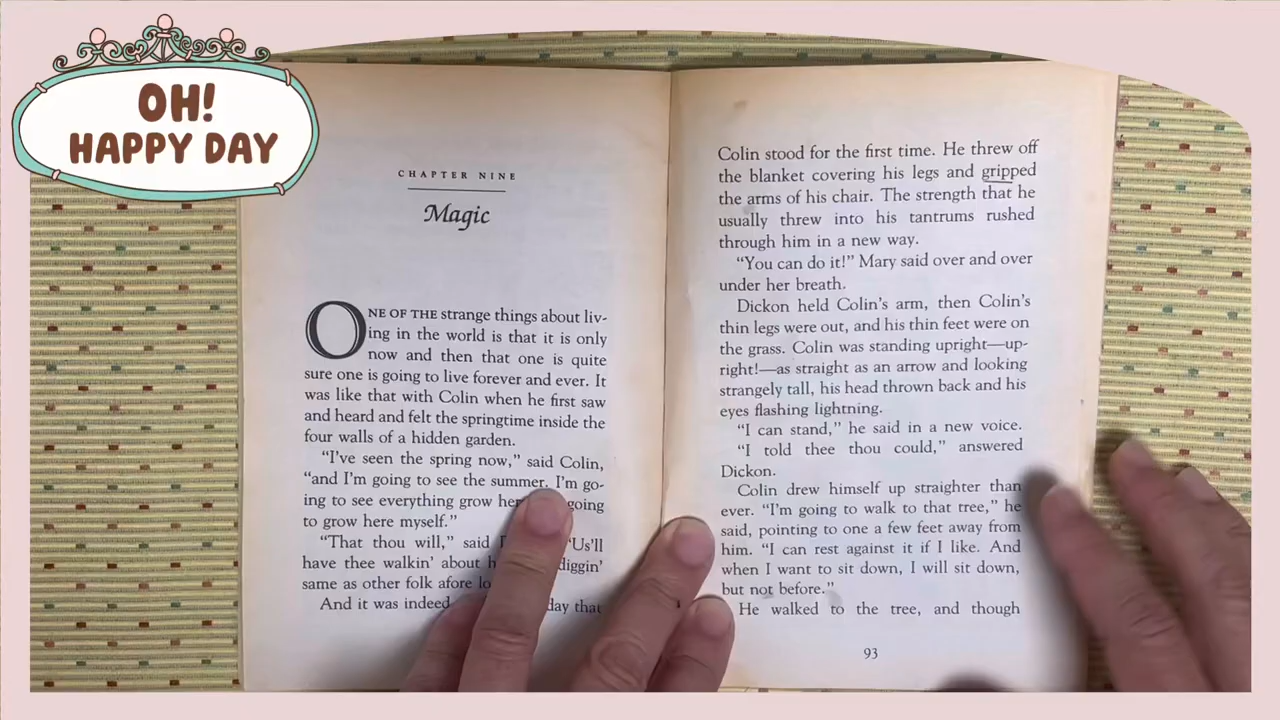 OH!
HAPPY DAY
CHAPTER NINE
Magic
ONE OF THE strange things about liv-
ing in the world is that it is only
now and then that one is quite
sure one is going to live forever and ever. It
was like that with Colin when he first saw
and heard and felt the springtime inside the
four walls of a hidden garden.
“I’ve seen the spring now,” said Colin,
“and I’m going to see the summer. I’m go-
ing to see everything grow going
to grow here myself.”
“That thou will,” said “Us’ll
have thee walkin’ about diggin’
same as other folk afore
And it was indeed day that
Colin stood for the first time. He threw off
the blanket covering his legs and gripped
the arms of his chair. The strength that he
usually threw into his tantrums rushed
through him in a new way.
“You can do it!” Mary said over and over
under her breath.
Dickon held Colin’s arm, then Colin’s
thin legs were out, and his thin feet were on
the grass. Colin was standing upright—up-
right!—as straight as an arrow and looking
strangely tall, his head thrown back and his
eyes flashing lightning.
“I can stand,” he said in a new voice.
“I told thee thou could,” answered
Dickon.
Colin drew himself up straighter than
ever. “I’m going to walk to that tree,” he
said, pointing to one a few feet away from
him. “I can rest against it if I like. And
when I want to sit down, I will sit down,
but not before.”
He walked to the tree, and though
93